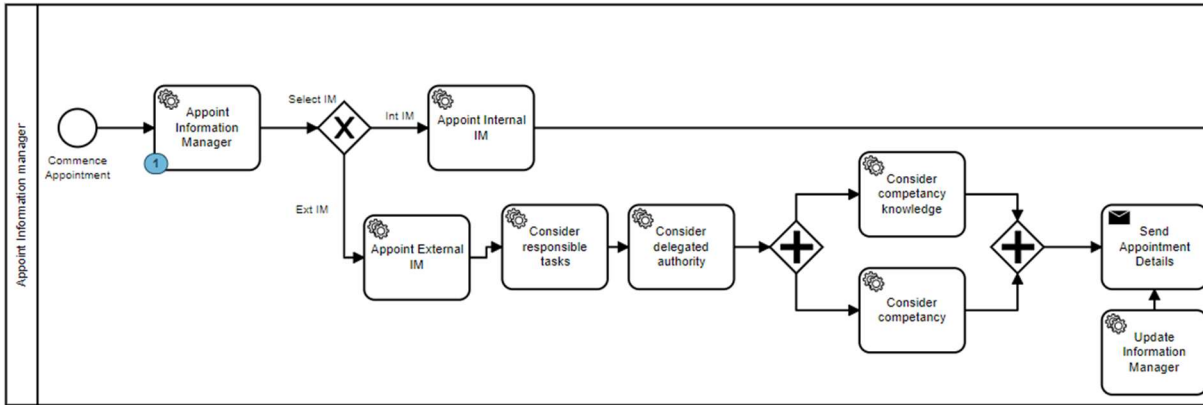 Appoint Information manager
Commence
Appointment
Appoint
Information
Manager
1
Select IM
Int IM
Appoint Internal
IM
Ext IM
Appoint External
IM
Consider
responsible
tasks
Consider
delegated
authority
Consider
competancy
knowledge
Consider
competancy
Send
Appointment
Details
Update
Information
Manager